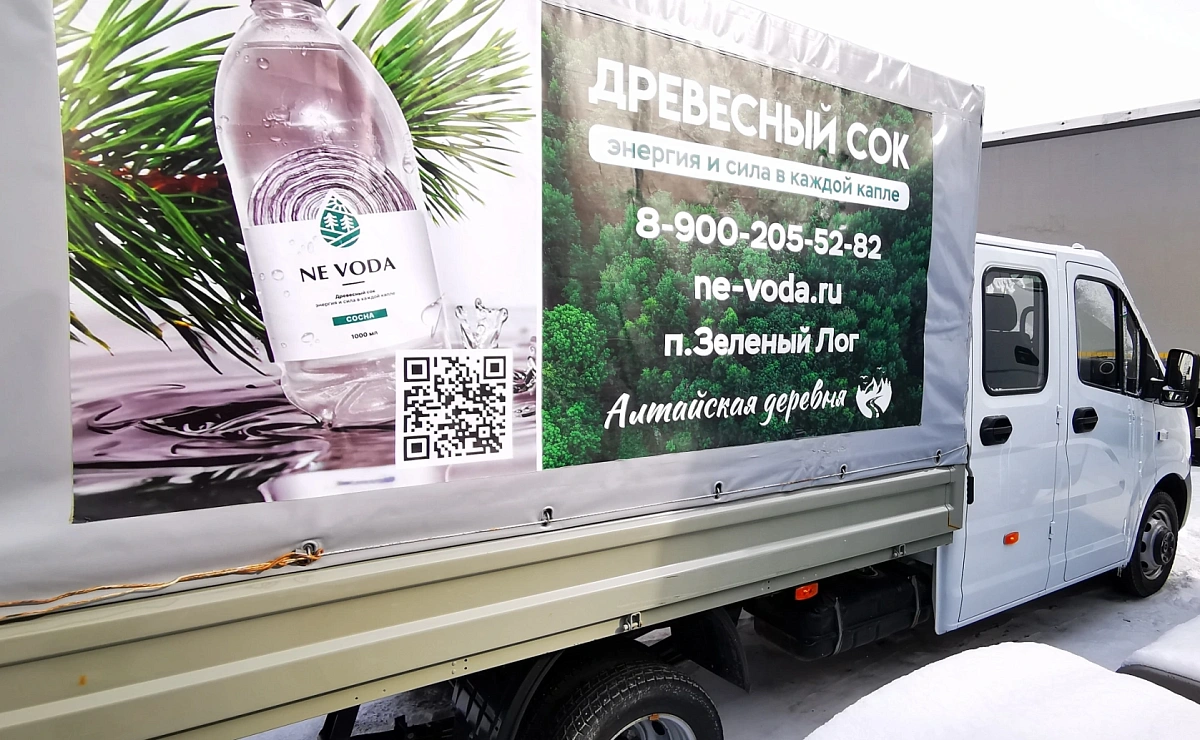 NE VODA
Древесный сок
энергия и сила в каждой капле
СОСНА
1000 мл
ДРЕВЕСНЫЙ СОК
энергия и сила в каждой капле
8-900-205-52-82
ne-voda.ru
п.Зеленый Лог
Алтайская деревня